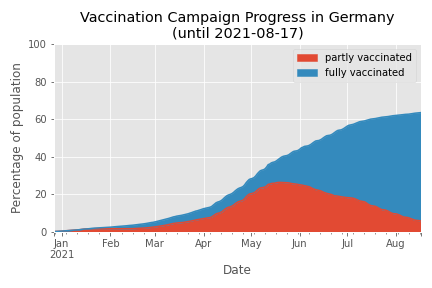 Vaccination Campaign Progress in Germany
(until 2021-08-17)
100
80
60
40
20
0
Percentage of population
partly vaccinated
fully vaccinated
Jan Feb Mar Apr May Jun Jul Aug
2021
Date